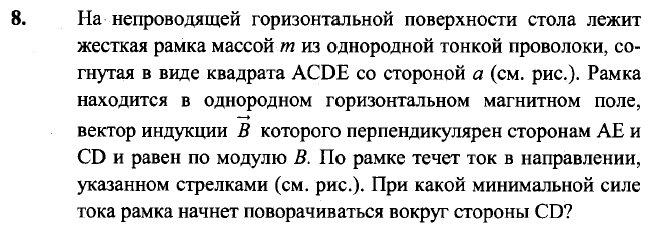 8. На непроводящей горизонтальной поверхности стола лежит
жесткая рамка массой m из однородной тонкой проволоки, со-
гнутая в виде квадрата ACDE со стороной a (см. рис.). Рамка
находится в однородном горизонтальном магнитном поле,
вектор индукции B⃗ которого перпендикулярен сторонам AE и
CD и равен по модулю B. По рамке течет ток в направлении,
указанном стрелками (см. рис.). При какой минимальной силе
тока рамка начнет поворачиваться вокруг стороны CD?